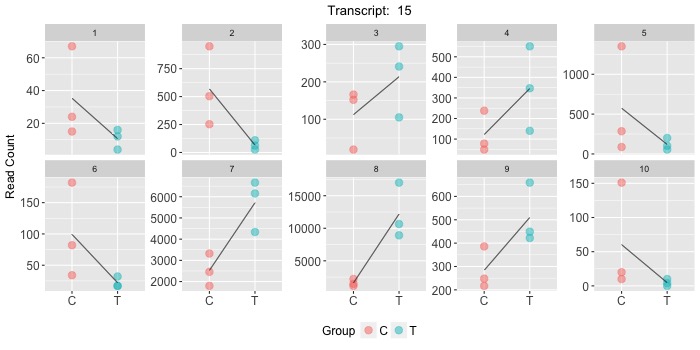 Transcript: 15
1 2 3 4 5
60 40 20
750 500 250 0
300 200 100
500 400 300 200 100
1000 500 0
Read Count
6 7 8 9 10
150 100 50
6000 5000 4000 3000 2000
15000 10000 5000
600 500 400 300 200
150 100 50 0
C T C T C T C T C T
Group C T